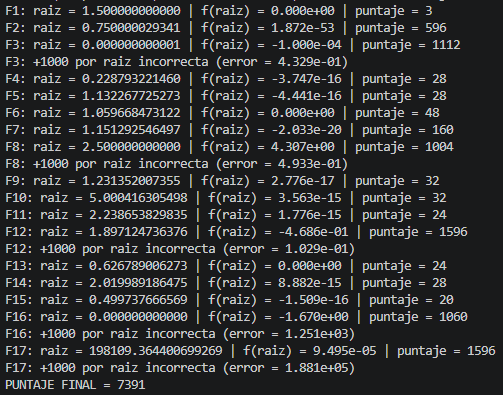 F1: raiz = 1.500000000000 | f(raiz) = 0.000e+00 | puntaje = 3
F2: raiz = 0.750000029341 | f(raiz) = 1.872e-53 | puntaje = 596
F3: raiz = 0.000000000001 | f(raiz) = -1.000e-04 | puntaje = 1112
F3: +1000 por raiz incorrecta (error = 4.329e-01)
F4: raiz = 0.228793221460 | f(raiz) = -3.747e-16 | puntaje = 28
F5: raiz = 1.132267725273 | f(raiz) = -4.441e-16 | puntaje = 28
F6: raiz = 1.059668473122 | f(raiz) = 0.000e+00 | puntaje = 48
F7: raiz = 1.151292546497 | f(raiz) = -2.033e-20 | puntaje = 160
F8: raiz = 2.500000000000 | f(raiz) = 4.307e+00 | puntaje = 1004
F8: +1000 por raiz incorrecta (error = 4.933e-01)
F9: raiz = 1.231352007355 | f(raiz) = 2.776e-17 | puntaje = 32
F10: raiz = 5.000416305498 | f(raiz) = 3.563e-15 | puntaje = 32
F11: raiz = 2.238653829835 | f(raiz) = 1.776e-15 | puntaje = 24
F12: raiz = 1.897124736376 | f(raiz) = -4.686e-01 | puntaje = 1596
F12: +1000 por raiz incorrecta (error = 1.029e-01)
F13: raiz = 0.626789006273 | f(raiz) = 0.000e+00 | puntaje = 24
F14: raiz = 2.019989186475 | f(raiz) = 8.882e-15 | puntaje = 28
F15: raiz = 0.499737666569 | f(raiz) = -1.509e-16 | puntaje = 20
F16: raiz = 0.000000000000 | f(raiz) = -1.670e+00 | puntaje = 1060
F16: +1000 por raiz incorrecta (error = 1.251e+03)
F17: raiz = 198109.364400699269 | f(raiz) = 9.495e-05 | puntaje = 1596
F17: +1000 por raiz incorrecta (error = 1.881e+05)
PUNTAJE FINAL = 7391